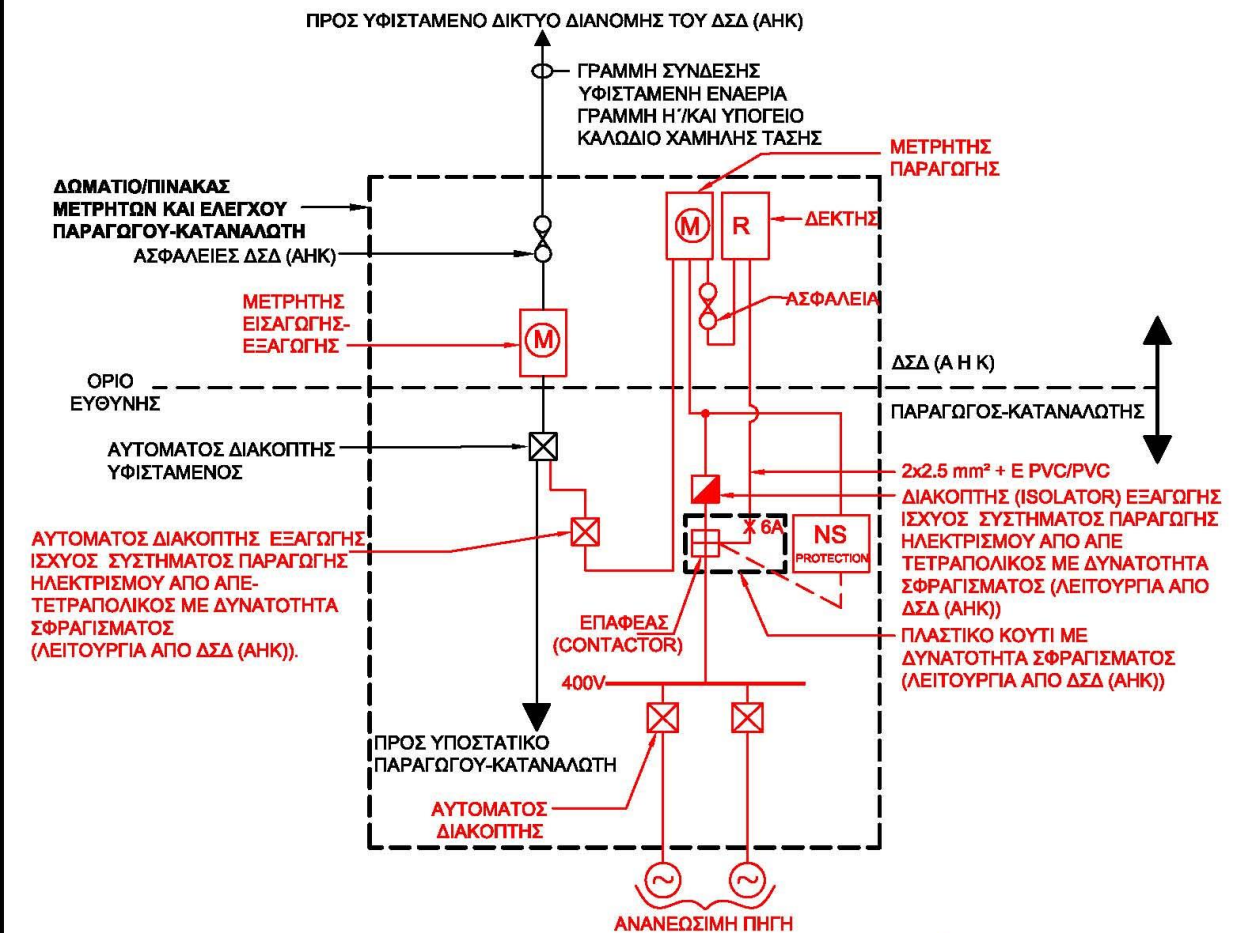 ΠΡΟΣ ΥΦΙΣΤΑΜΕΝΟ ΔΙΚΤΥΟ ΔΙΑΝΟΜΗΣ ΤΟΥ ΔΣΔ (ΑΗΚ)
ΓΡΑΜΜΗ ΣΥΝΔΕΣΗΣ
ΥΦΙΣΤΑΜΕΝΗ ΕΝΑΕΡΙΑ
ΓΡΑΜΜΗ Η΄/ΚΑΙ ΥΠΟΓΕΙΟ
ΚΑΛΩΔΙΟ ΧΑΜΗΛΗΣ ΤΑΣΗΣ
ΜΕΤΡΗΤΗΣ
ΠΑΡΑΓΩΓΗΣ
ΔΩΜΑΤΙΟ/ΠΙΝΑΚΑΣ
ΜΕΤΡΗΤΩΝ ΚΑΙ ΕΛΕΓΧΟΥ
ΠΑΡΑΓΩΓΟΥ-ΚΑΤΑΝΑΛΩΤΗ
ΑΣΦΑΛΕΙΕΣ ΔΣΔ (ΑΗΚ)
M
R
ΔΕΚΤΗΣ
ΑΣΦΑΛΕΙΑ
ΜΕΤΡΗΤΗΣ
ΕΙΣΑΓΩΓΗΣ-
ΕΞΑΓΩΓΗΣ
M
ΔΣΔ (Α Η Κ)
ΟΡΙΟ
ΕΥΘΥΝΗΣ
ΠΑΡΑΓΩΓΟΣ-ΚΑΤΑΝΑΛΩΤΗΣ
ΑΥΤΟΜΑΤΟΣ ΔΙΑΚΟΠΤΗΣ
ΥΦΙΣΤΑΜΕΝΟΣ
2x2.5 mm² + E PVC/PVC
ΔΙΑΚΟΠΤΗΣ (ISOLATOR) ΕΞΑΓΩΓΗΣ
ΙΣΧΥΟΣ ΣΥΣΤΗΜΑΤΟΣ ΠΑΡΑΓΩΓΗΣ
ΗΛΕΚΤΡΙΣΜΟΥ ΑΠΟ ΑΠΕ
ΤΕΤΡΑΠΟΛΙΚΟΣ ΜΕ ΔΥΝΑΤΟΤΗΤΑ
ΣΦΡΑΓΙΣΜΑΤΟΣ (ΛΕΙΤΟΥΡΓΙΑ ΑΠΟ
ΔΣΔ (ΑΗΚ))
X 6A
NS
PROTECTION
ΑΥΤΟΜΑΤΟΣ ΔΙΑΚΟΠΤΗΣ ΕΞΑΓΩΓΗΣ
ΙΣΧΥΟΣ ΣΥΣΤΗΜΑΤΟΣ ΠΑΡΑΓΩΓΗΣ
ΗΛΕΚΤΡΙΣΜΟΥ ΑΠΟ ΑΠΕ-
ΤΕΤΡΑΠΟΛΙΚΟΣ ΜΕ ΔΥΝΑΤΟΤΗΤΑ
ΣΦΡΑΓΙΣΜΑΤΟΣ
(ΛΕΙΤΟΥΡΓΙΑ ΑΠΟ ΔΣΔ (ΑΗΚ)).
ΕΠΑΦΕΑΣ
(CONTACTOR)
ΠΛΑΣΤΙΚΟ ΚΟΥΤΙ ΜΕ
ΔΥΝΑΤΟΤΗΤΑ ΣΦΡΑΓΙΣΜΑΤΟΣ
(ΛΕΙΤΟΥΡΓΙΑ ΑΠΟ ΔΣΔ (ΑΗΚ))
400V
ΠΡΟΣ ΥΠΟΣΤΑΤΙΚΟ
ΠΑΡΑΓΩΓΟΥ-ΚΑΤΑΝΑΛΩΤΗ
ΑΥΤΟΜΑΤΟΣ
ΔΙΑΚΟΠΤΗΣ
ΑΝΑΝΕΩΣΙΜΗ ΠΗΓΗ